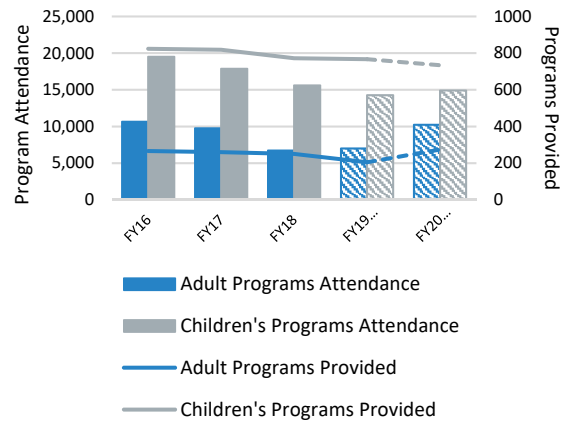 Program Attendance
25,000
20,000
15,000
10,000
5,000
0
1000
800
600
400
200
0
Programs Provided
FY16
FY17
FY18
FY19...
FY20...
Adult Programs Attendance
Children's Programs Attendance
Adult Programs Provided
Children's Programs Provided